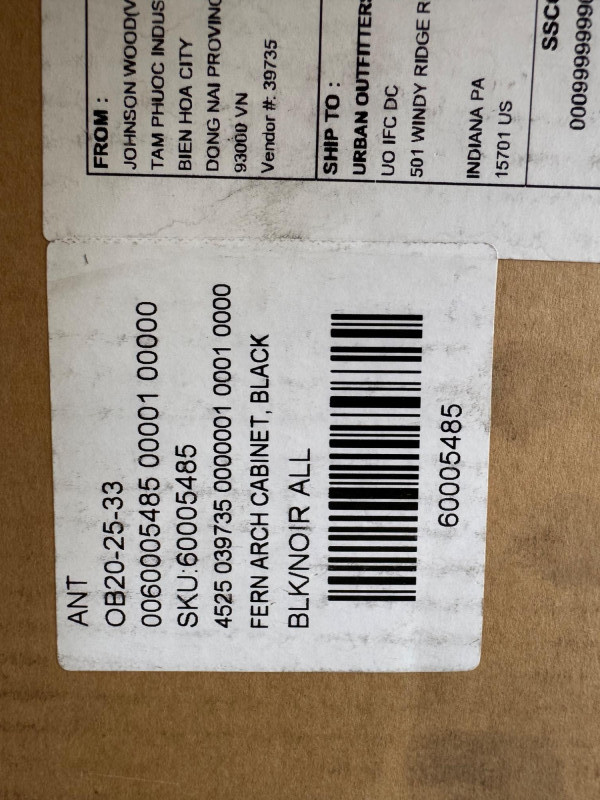 FROM :
JOHNSON WOOD(V
TAM PHUOC INDUS
BIEN HOA CITY
DONG NAI PROVINC
93000 VN
Vendor #: 39735
SHIP TO :
URBAN OUTFITTERS
UO IFC DC
501 WINDY RIDGE R
INDIANA PA
15701 US
SSCC
ANT
OB20-25-33
0060005485 00001 00000
SKU:60005485
4525 039735 0000001 0001 0000
FERN ARCH CABINET, BLACK
BLK/NOIR ALL
60005485